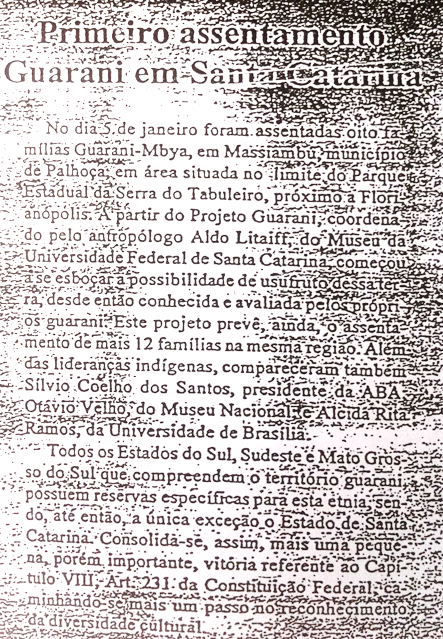 Primeiro assentamento
Guarani em Santa Catarina
No dia 5 de janeiro foram assentadas oito fa-
mílias Guarani-Mbya, em Massiambu, município
de Palhoça, em área situada no limite do Parque
Estadual da Serra do Tabuleiro, próximo a Flori-
anópolis. A partir do Projeto Guarani, coordena-
do pelo antropólogo Aldo Litaiff, do Museu da
Universidade Federal de Santa Catarina, começou
a se esboçar a possibilidade de usufruto dessa ter-
ra, desde então conhecida e avaliada pelos própri-
os guarani. Este projeto prevê, ainda, o assenta-
mento de mais 12 famílias na mesma região. Além
das lideranças indígenas, compareceram também
Sílvio Coelho dos Santos, presidente da ABA,
Otávio Velho, do Museu Nacional, e Alcida Rita
Ramos, da Universidade de Brasília.
Todos os Estados do Sul, Sudeste e Mato Gros-
so do Sul que compreendem o território guarani,
possuem reservas específicas para esta etnia, sen-
do, até então, a única exceção o Estado de Santa
Catarina. Consolida-se, assim, mais uma peque-
na, porém importante, vitória referente ao Capí-
tulo VIII, Art. 231 da Constituição Federal, ca-
minhando-se mais um passo no reconhecimento
da diversidade cultural.